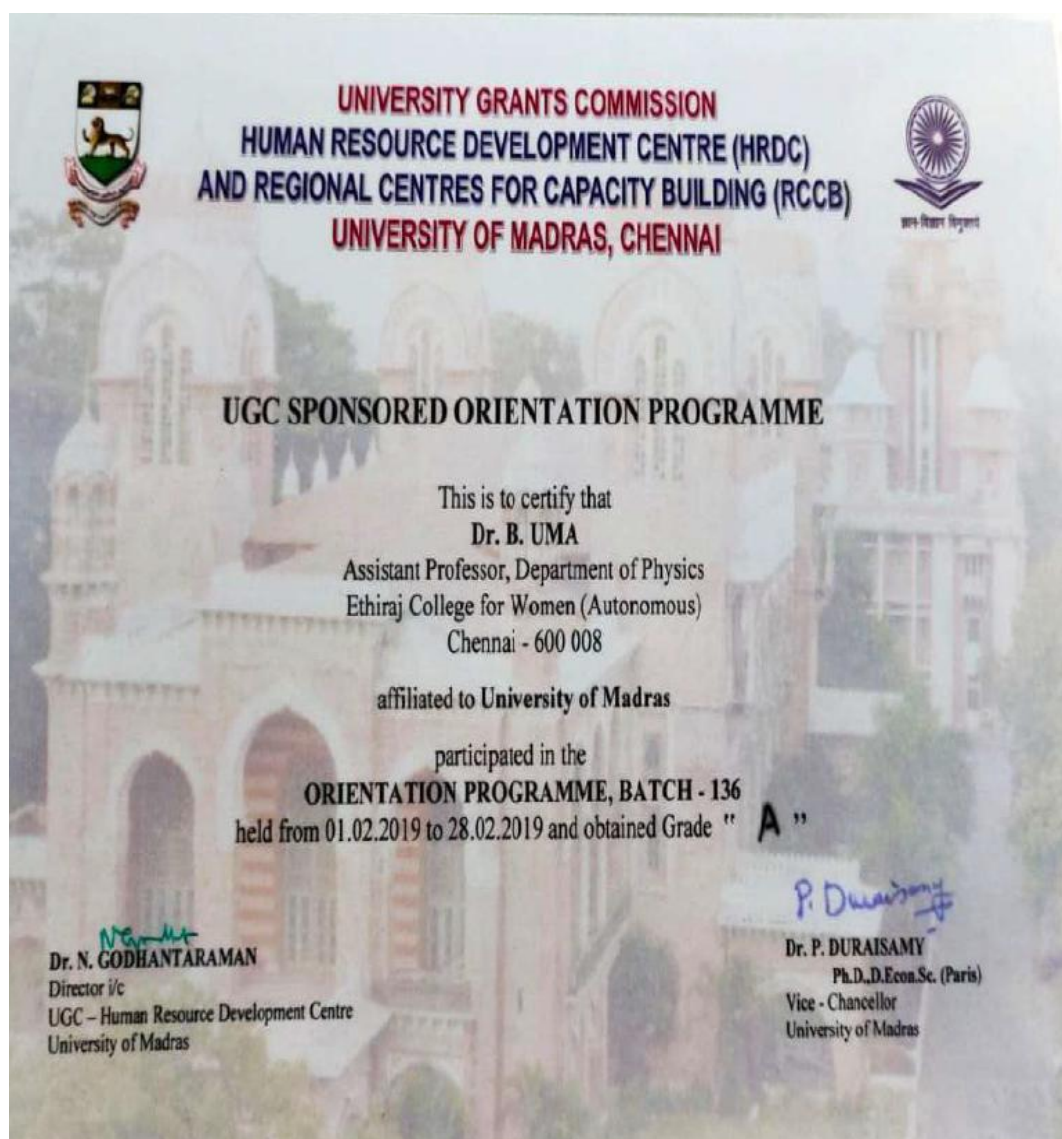 UNIVERSITY GRANTS COMMISSION
HUMAN RESOURCE DEVELOPMENT CENTRE (HRDC)
AND REGIONAL CENTRES FOR CAPACITY BUILDING (RCCB)
UNIVERSITY OF MADRAS, CHENNAI
ज्ञान-विज्ञान विमुक्तये
UGC SPONSORED ORIENTATION PROGRAMME
This is to certify that
Dr. B. UMA
Assistant Professor, Department of Physics
Ethiraj College for Women (Autonomous)
Chennai - 600 008
affiliated to University of Madras
participated in the
ORIENTATION PROGRAMME, BATCH - 136
held from 01.02.2019 to 28.02.2019 and obtained Grade " A "
P. Duraisamy
Dr. N. GODHANTARAMAN
Director i/c
UGC – Human Resource Development Centre
University of Madras
Dr. P. DURAISAMY
Ph.D.,D.Econ.Sc. (Paris)
Vice - Chancellor
University of Madras